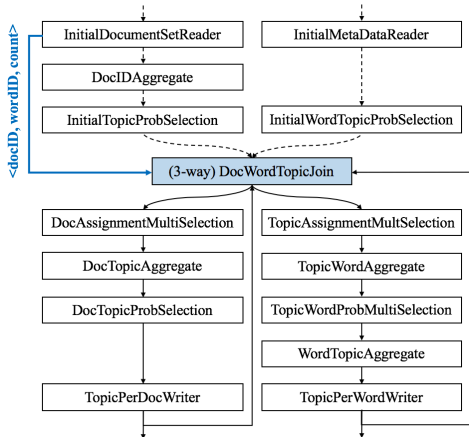 InitialDocumentSetReader
InitialMetaDataReader
<docID, wordID, count>
DocIDAggregate
InitialTopicProbSelection
InitialWordTopicProbSelection
(3-way) DocWordTopicJoin
DocAssignmentMultiSelection
TopicAssignmentMultSelection
DocTopicAggregate
TopicWordAggregate
DocTopicProbSelection
TopicWordProbMultiSelection
WordTopicAggregate
TopicPerDocWriter
TopicPerWordWriter